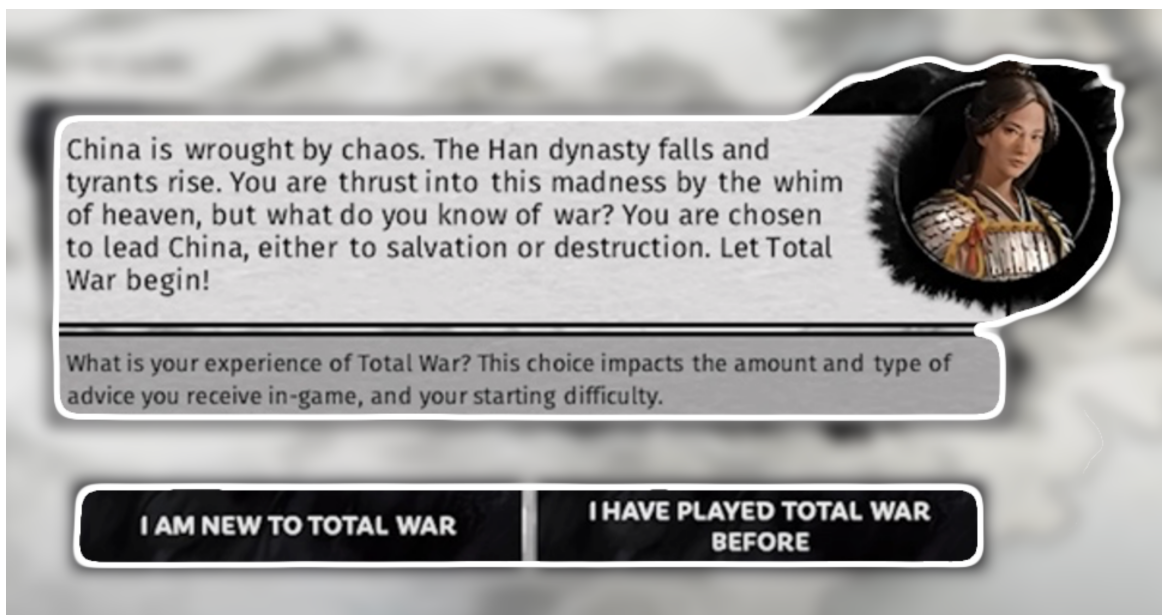 China is wrought by chaos. The Han dynasty falls and
tyrants rise. You are thrust into this madness by the whim
of heaven, but what do you know of war? You are chosen
to lead China, either to salvation or destruction. Let Total
War begin!
What is your experience of Total War? This choice impacts the amount and type of
advice you receive in-game, and your starting difficulty.
I AM NEW TO TOTAL WAR
I HAVE PLAYED TOTAL WAR
BEFORE